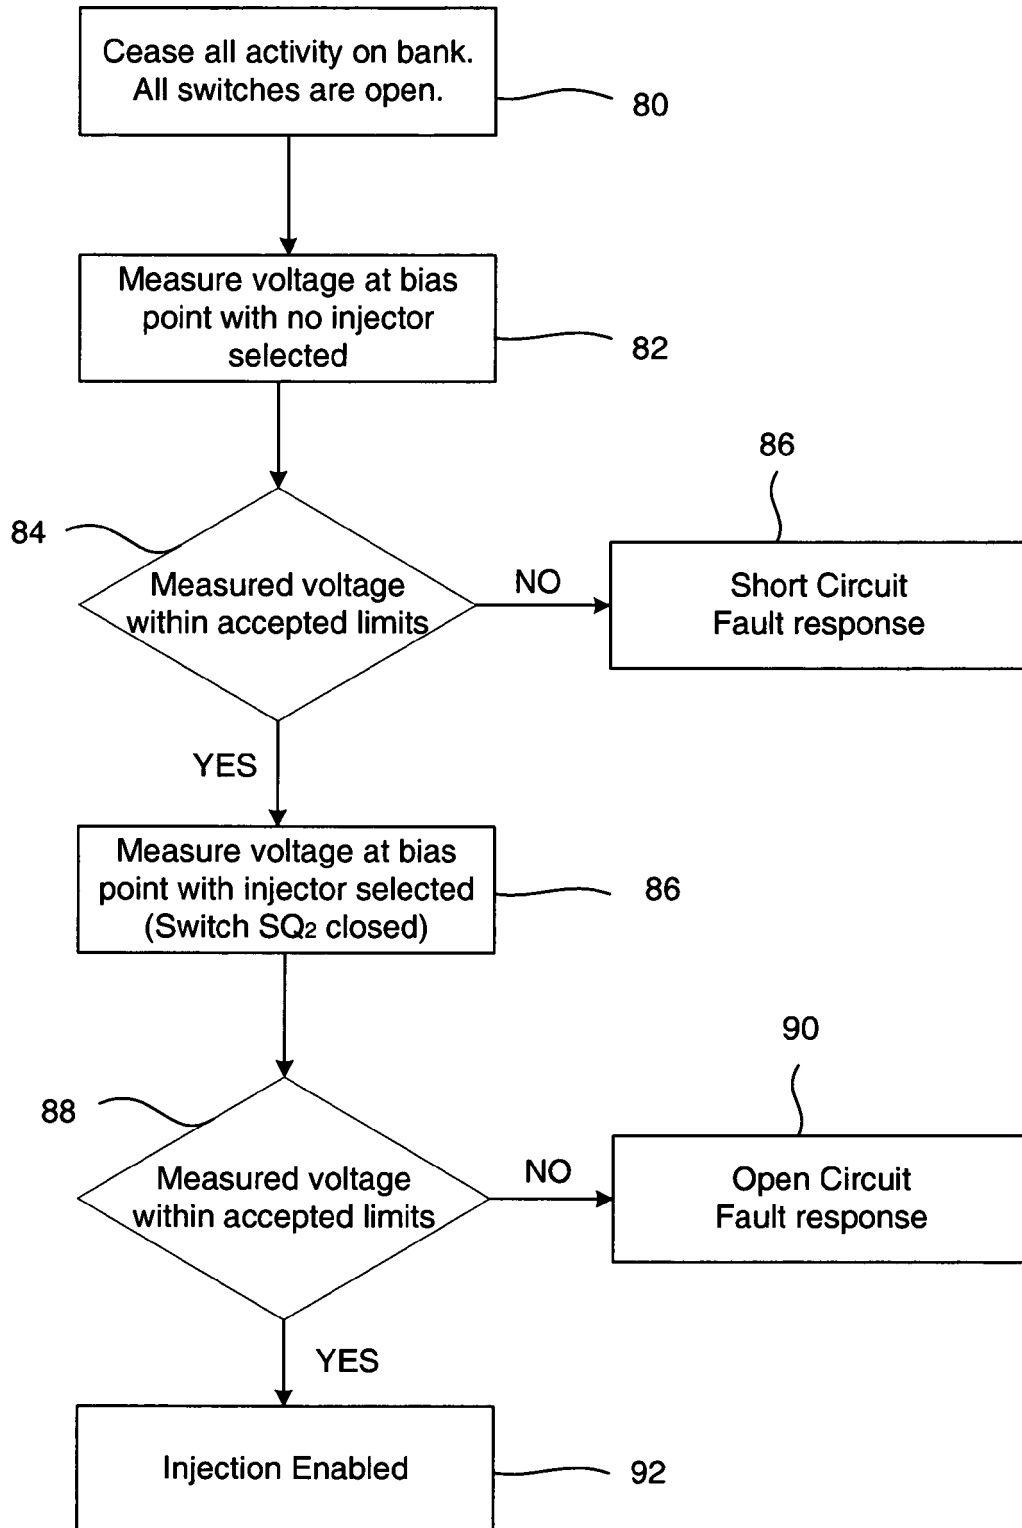 Cease all activity on bank.
All switches are open.
80
Measure voltage at bias
point with no injector
selected
82
86
84
Measured voltage
within accepted limits
NO
Short Circuit
Fault response
YES
Measure voltage at bias
point with injector selected
(Switch SQ2 closed)
86
90
88
Measured voltage
within accepted limits
NO
Open Circuit
Fault response
YES
Injection Enabled
92